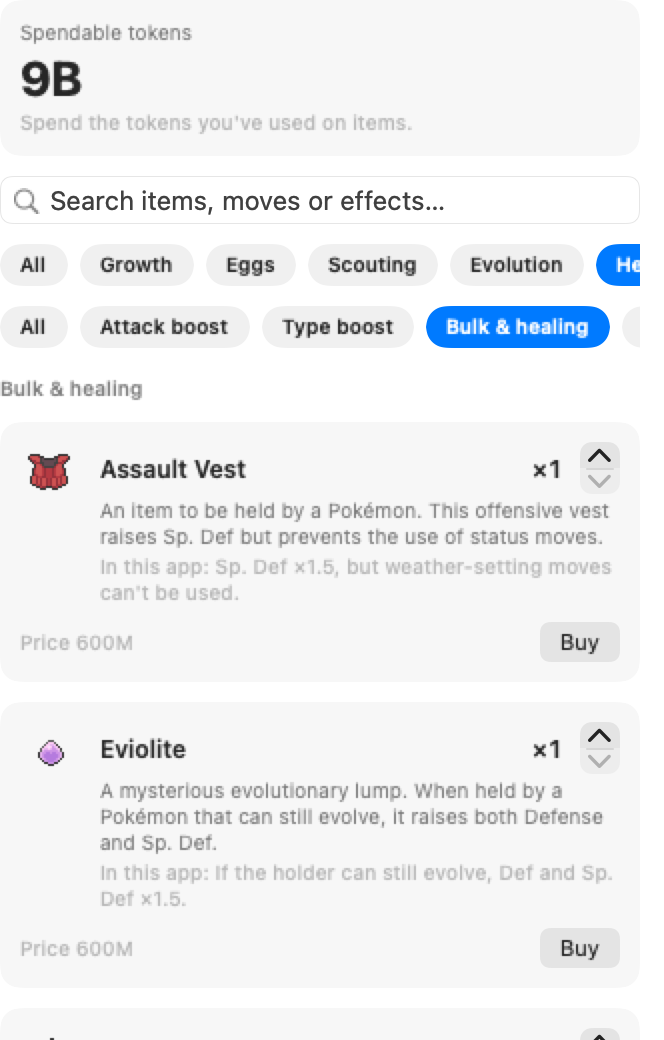 Spendable tokens
9B
Spend the tokens you've used on items.
Search items, moves or effects...
All
Growth
Eggs
Scouting
Evolution
He
All
Attack boost
Type boost
Bulk & healing
Bulk & healing
Assault Vest
×1
An item to be held by a Pokémon. This offensive vest
raises Sp. Def but prevents the use of status moves.
In this app: Sp. Def ×1.5, but weather-setting moves
can't be used.
Price 600M
Buy
Eviolite
×1
A mysterious evolutionary lump. When held by a
Pokémon that can still evolve, it raises both Defense
and Sp. Def.
In this app: If the holder can still evolve, Def and Sp.
Def ×1.5.
Price 600M
Buy